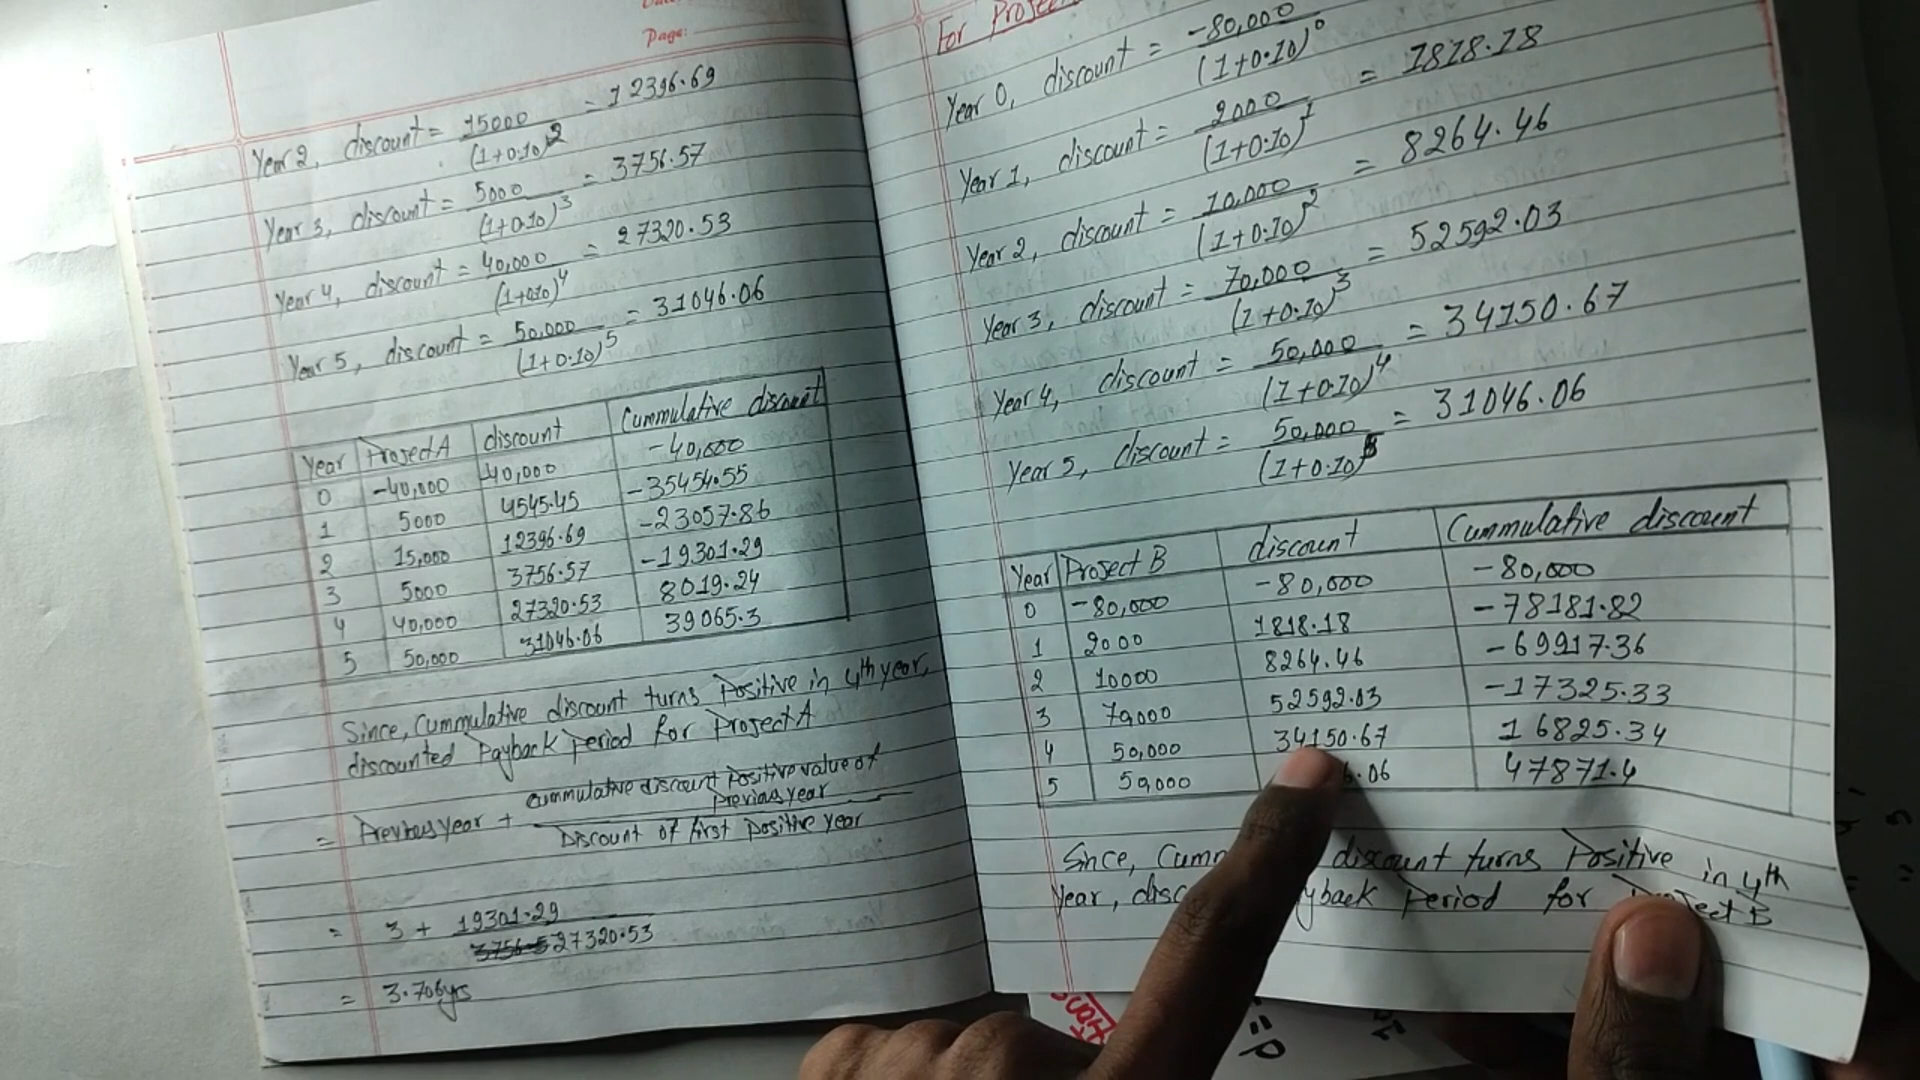 Page:
Year 2, discount = 15000 / (1+0.10)^2 = 12396.69
Year 3, discount = 5000 / (1+0.10)^3 = 3756.57
Year 4, discount = 40,000 / (1+0.10)^4 = 27320.53
Year 5, discount = 50,000 / (1+0.10)^5 = 31046.06
Year Project A discount Cummulative discount
0 -40,000 -40,000 -40,000
1 5000 4545.45 -35454.55
2 15,000 12396.69 -23057.86
3 5000 3756.57 -19301.29
4 40,000 27320.53 8019.24
5 50,000 31046.06 39065.3
Since, Cummulative discount turns Positive in 4th year,
discounted Payback Period for Project A
= Previous year + cummulative discount Positive value of Previous year / Discount of first Positive year
= 3 + 19301.29 / 27320.53
= 3.706yrs
For Project
Year 0, discount = -80,000 / (1+0.10)^0
Year 1, discount = 2000 / (1+0.10)^1 = 1818.18
Year 2, discount = 10,000 / (1+0.10)^2 = 8264.46
Year 3, discount = 70,000 / (1+0.10)^3 = 52592.03
Year 4, discount = 50,000 / (1+0.10)^4 = 34150.67
Year 5, discount = 50,000 / (1+0.10)^5 = 31046.06
Year Project B discount Cummulative discount
0 -80,000 -80,000 -80,000
1 2000 1818.18 -78181.82
2 10000 8264.46 -69917.36
3 70,000 52592.03 -17325.33
4 50,000 34150.67 16825.34
5 50,000 6.06 47871.4
Since, Cumm discount turns Positive in 4th
Year, disc yback Period for Project B